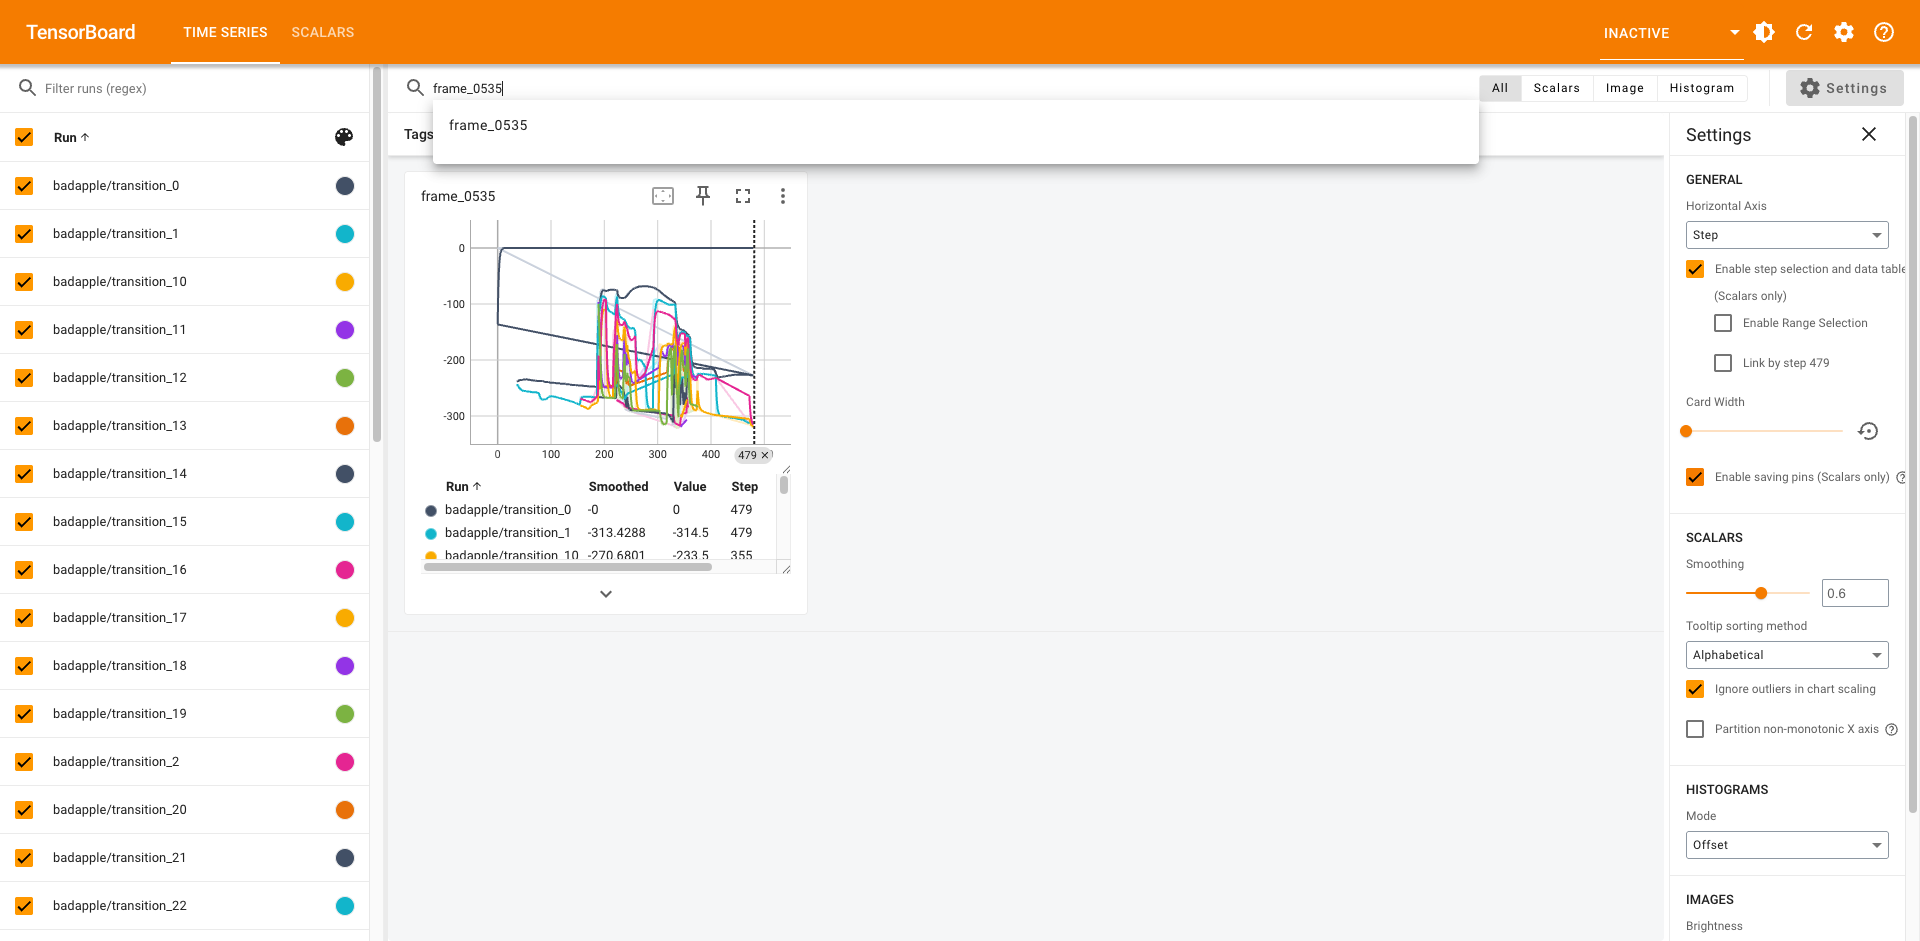 TensorBoard TIME SERIES SCALARS INACTIVE
Filter runs (regex)
frame_0535
All Scalars Image Histogram Settings
frame_0535
Tags
Run
badapple/transition_0
badapple/transition_1
badapple/transition_10
badapple/transition_11
badapple/transition_12
badapple/transition_13
badapple/transition_14
badapple/transition_15
badapple/transition_16
badapple/transition_17
badapple/transition_18
badapple/transition_19
badapple/transition_2
badapple/transition_20
badapple/transition_21
badapple/transition_22
frame_0535
0
-100
-200
-300
0 100 200 300 400 479
Run Smoothed Value Step
badapple/transition_0 -0 0 479
badapple/transition_1 -313.4288 -314.5 479
badapple/transition_10 -270.6801 -233.5 355
Settings
GENERAL
Horizontal Axis
Step
Enable step selection and data table
(Scalars only)
Enable Range Selection
Link by step 479
Card Width
Enable saving pins (Scalars only)
SCALARS
Smoothing
0.6
Tooltip sorting method
Alphabetical
Ignore outliers in chart scaling
Partition non-monotonic X axis
HISTOGRAMS
Mode
Offset
IMAGES
Brightness